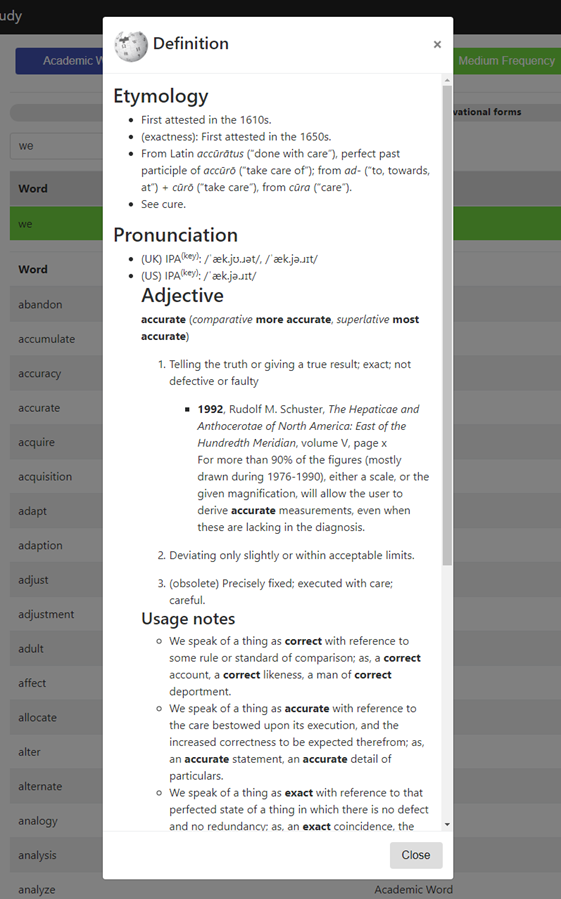 udy
Definition
×
Academic W
Medium Frequency
vational forms
we
Word
we
Word
abandon
accumulate
accuracy
accurate
acquire
acquisition
adapt
adaption
adjust
adjustment
adult
affect
allocate
alter
alternate
analogy
analysis
analyze
Academic Word
Etymology
• First attested in the 1610s.
• (exactness): First attested in the 1650s.
• From Latin accūrātus (“done with care”), perfect past
participle of accūrō (“take care of”); from ad- (“to, towards,
at”) + cūrō (“take care”), from cūra (“care”).
• See cure.
Pronunciation
• (UK) IPA(key): /ˈæk.jʊ.ɹət/, /ˈæk.jə.ɹɪt/
• (US) IPA(key): /ˈæk.jə.ɹɪt/
Adjective
accurate (comparative more accurate, superlative most
accurate)
1. Telling the truth or giving a true result; exact; not
defective or faulty
▪ 1992, Rudolf M. Schuster, The Hepaticae and
Anthocerotae of North America: East of the
Hundredth Meridian, volume V, page x
For more than 90% of the figures (mostly
drawn during 1976-1990), either a scale, or the
given magnification, will allow the user to
derive accurate measurements, even when
these are lacking in the diagnosis.
2. Deviating only slightly or within acceptable limits.
3. (obsolete) Precisely fixed; executed with care;
careful.
Usage notes
◦ We speak of a thing as correct with reference to
some rule or standard of comparison; as, a correct
account, a correct likeness, a man of correct
deportment.
◦ We speak of a thing as accurate with reference to
the care bestowed upon its execution, and the
increased correctness to be expected therefrom; as,
an accurate statement, an accurate detail of
particulars.
◦ We speak of a thing as exact with reference to that
perfected state of a thing in which there is no defect
and no redundancy; as, an exact coincidence, the
Close